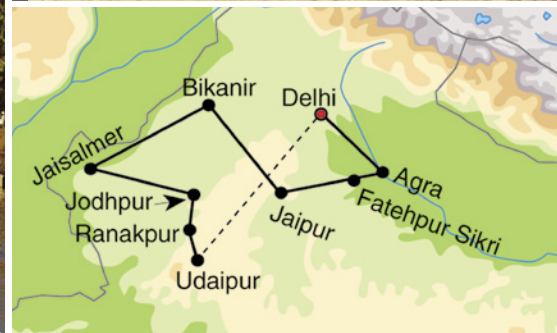 Bikanir
Delhi
Jaisalmer
Agra
Jodhpur
Fatehpur Sikri
Jaipur
Ranakpur
Udaipur